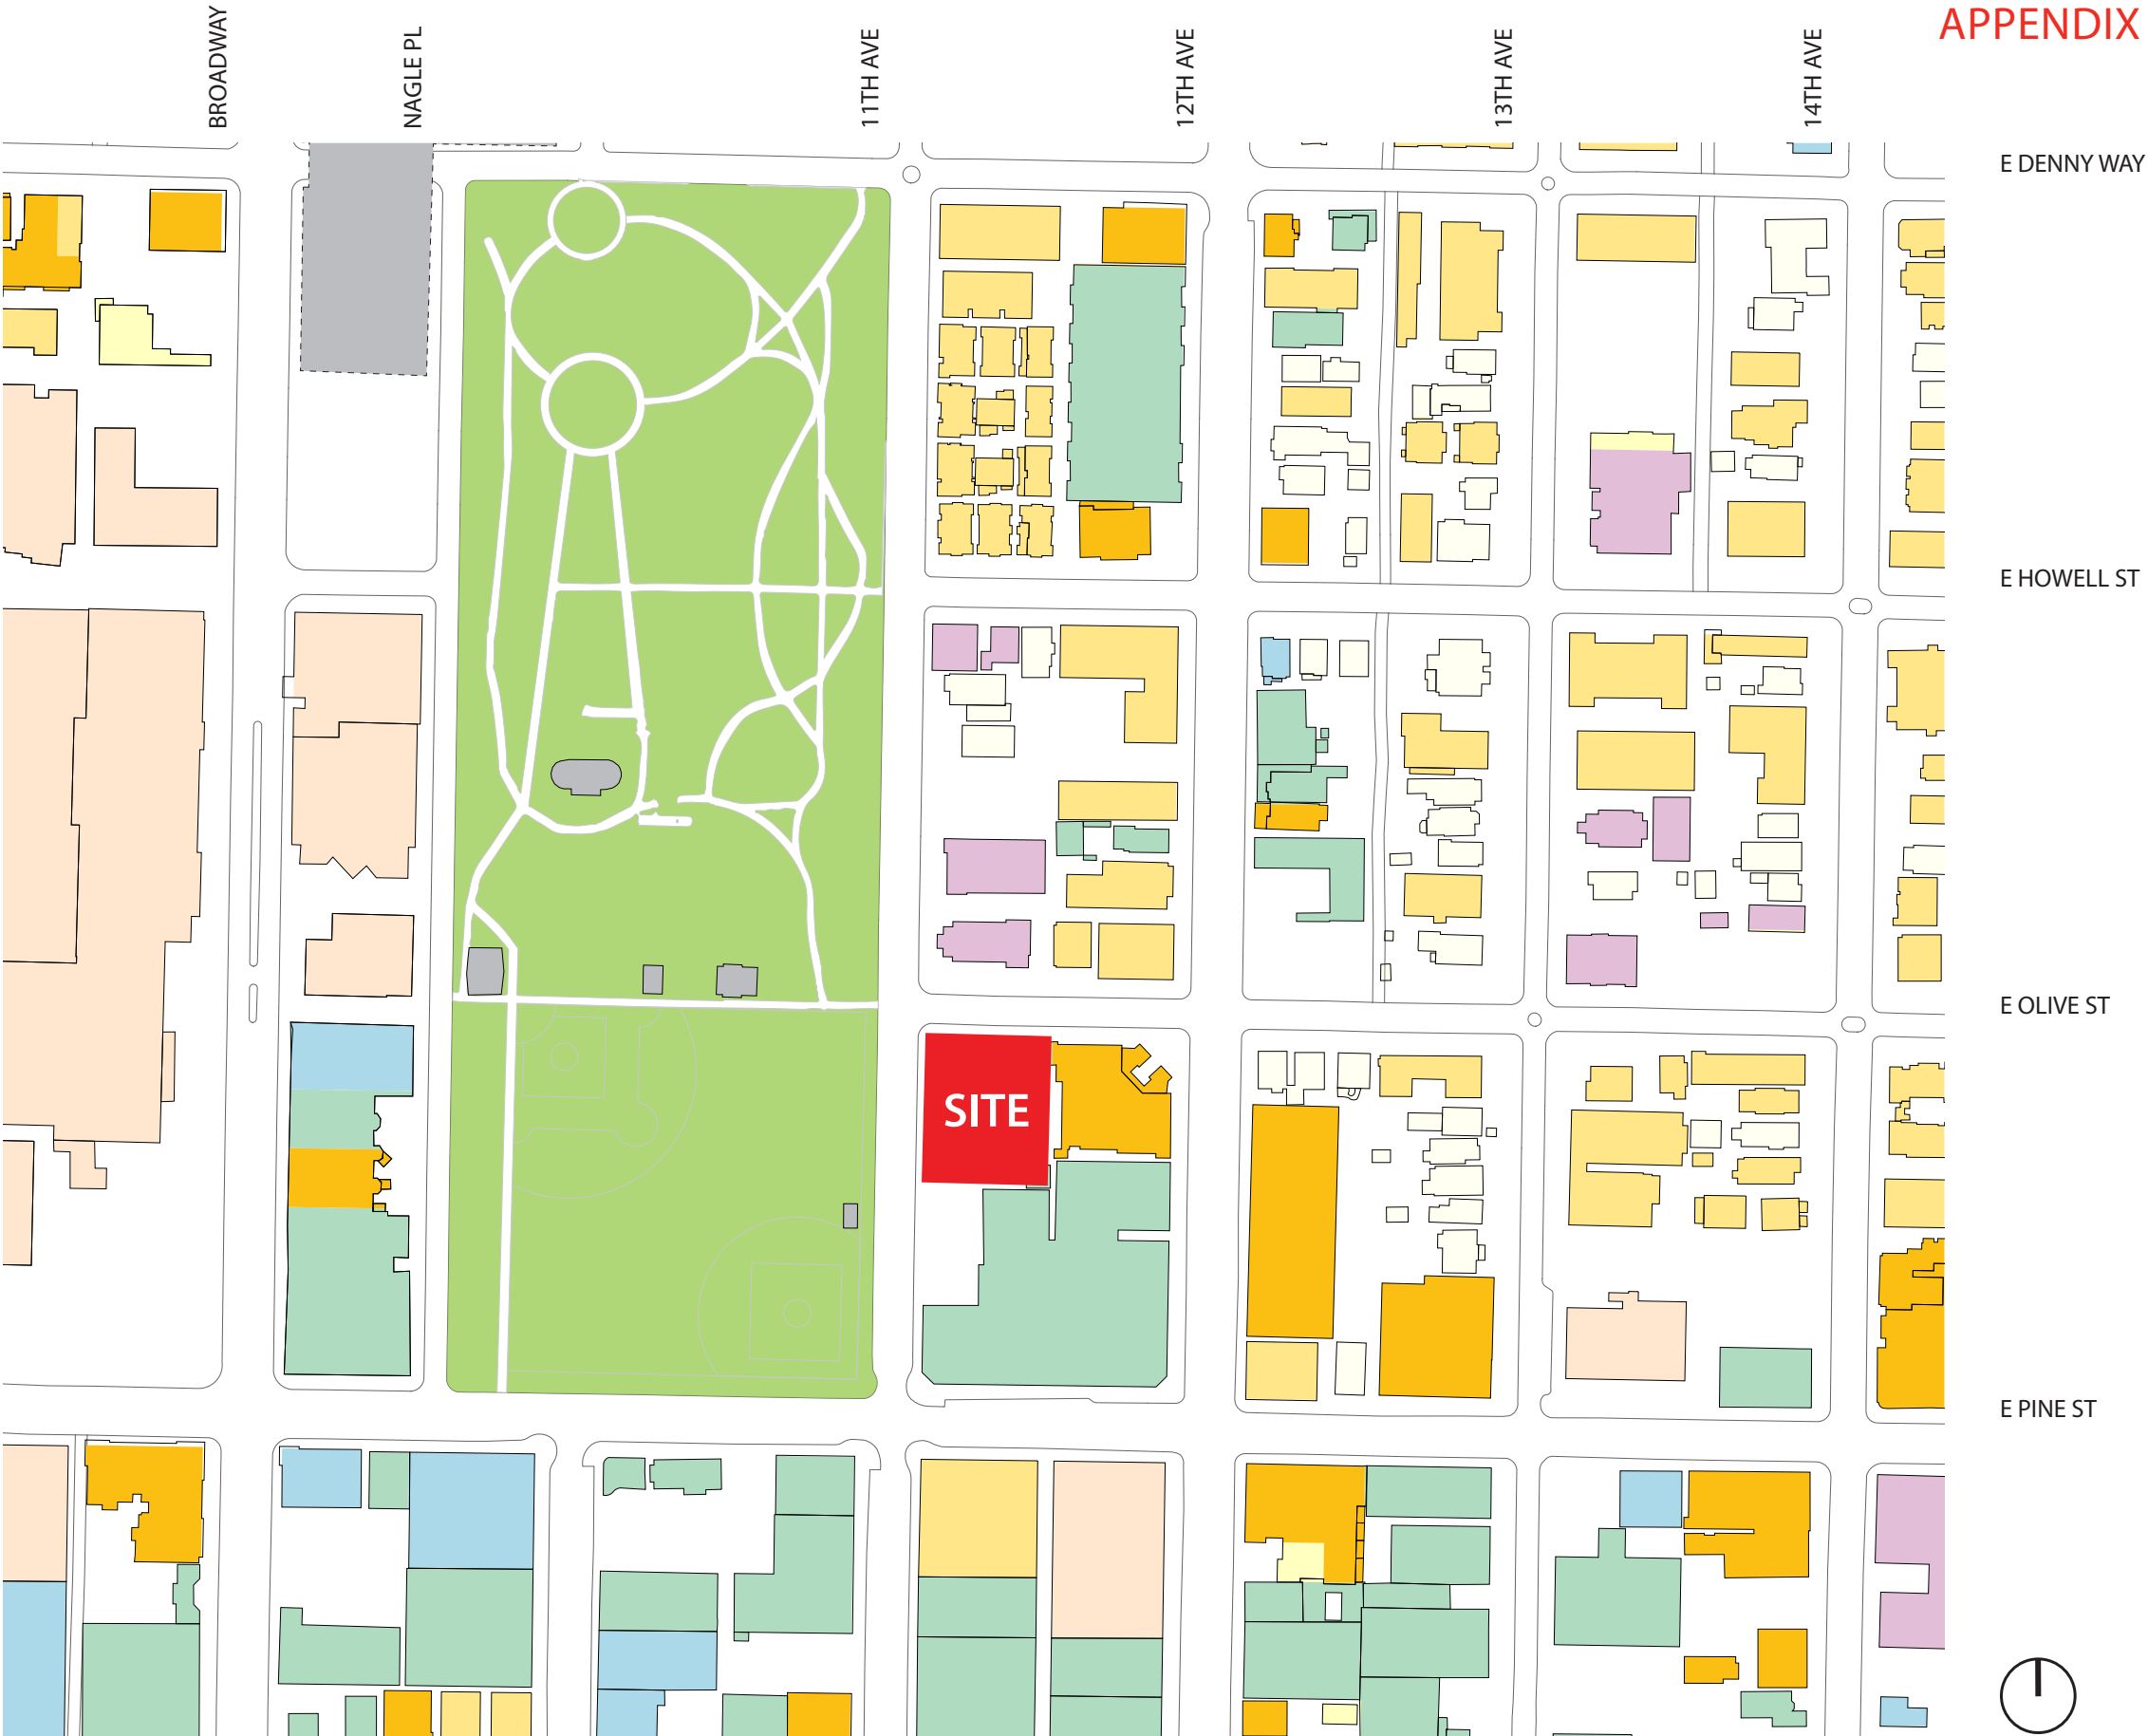 APPENDIX
BROADWAY
NAGLE PL
11TH AVE
12TH AVE
13TH AVE
14TH AVE
E DENNY WAY
E HOWELL ST
E OLIVE ST
SITE
E PINE ST